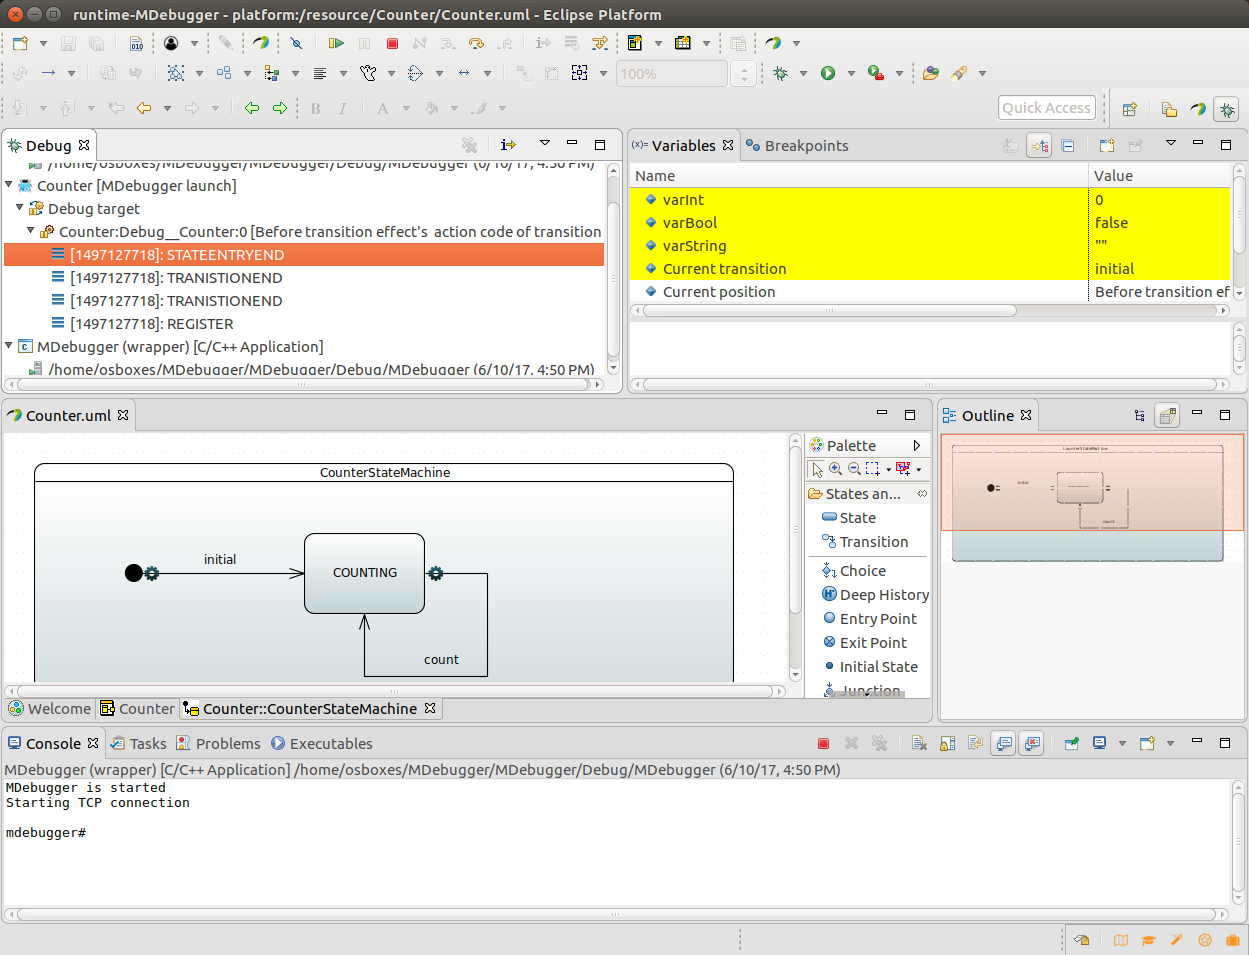 runtime-MDebugger - platform:/resource/Counter/Counter.uml - Eclipse Platform
100%
B I A
Quick Access
Debug
/home/osboxes/MDebugger/MDebugger/Debug/MDebugger (6/10/17, 4:50 PM)
Counter [MDebugger launch]
Debug target
Counter:Debug__Counter:0 [Before transition effect's action code of transition
[1497127718]: STATEENTRYEND
[1497127718]: TRANISTIONEND
[1497127718]: TRANISTIONEND
[1497127718]: REGISTER
MDebugger (wrapper) [C/C++ Application]
/home/osboxes/MDebugger/MDebugger/Debug/MDebugger (6/10/17, 4:50 PM)
(x)= Variables Breakpoints
Name Value
varInt 0
varBool false
varString ""
Current transition initial
Current position Before transition ef
Counter.uml
CounterStateMachine
initial
COUNTING
count
Palette
States an...
State
Transition
Choice
Deep History
Entry Point
Exit Point
Initial State
Junction
Outline
CounterStateMachine
initial
count
Welcome Counter Counter::CounterStateMachine
Console Tasks Problems Executables
MDebugger (wrapper) [C/C++ Application] /home/osboxes/MDebugger/MDebugger/Debug/MDebugger (6/10/17, 4:50 PM)
MDebugger is started
Starting TCP connection
mdebugger#